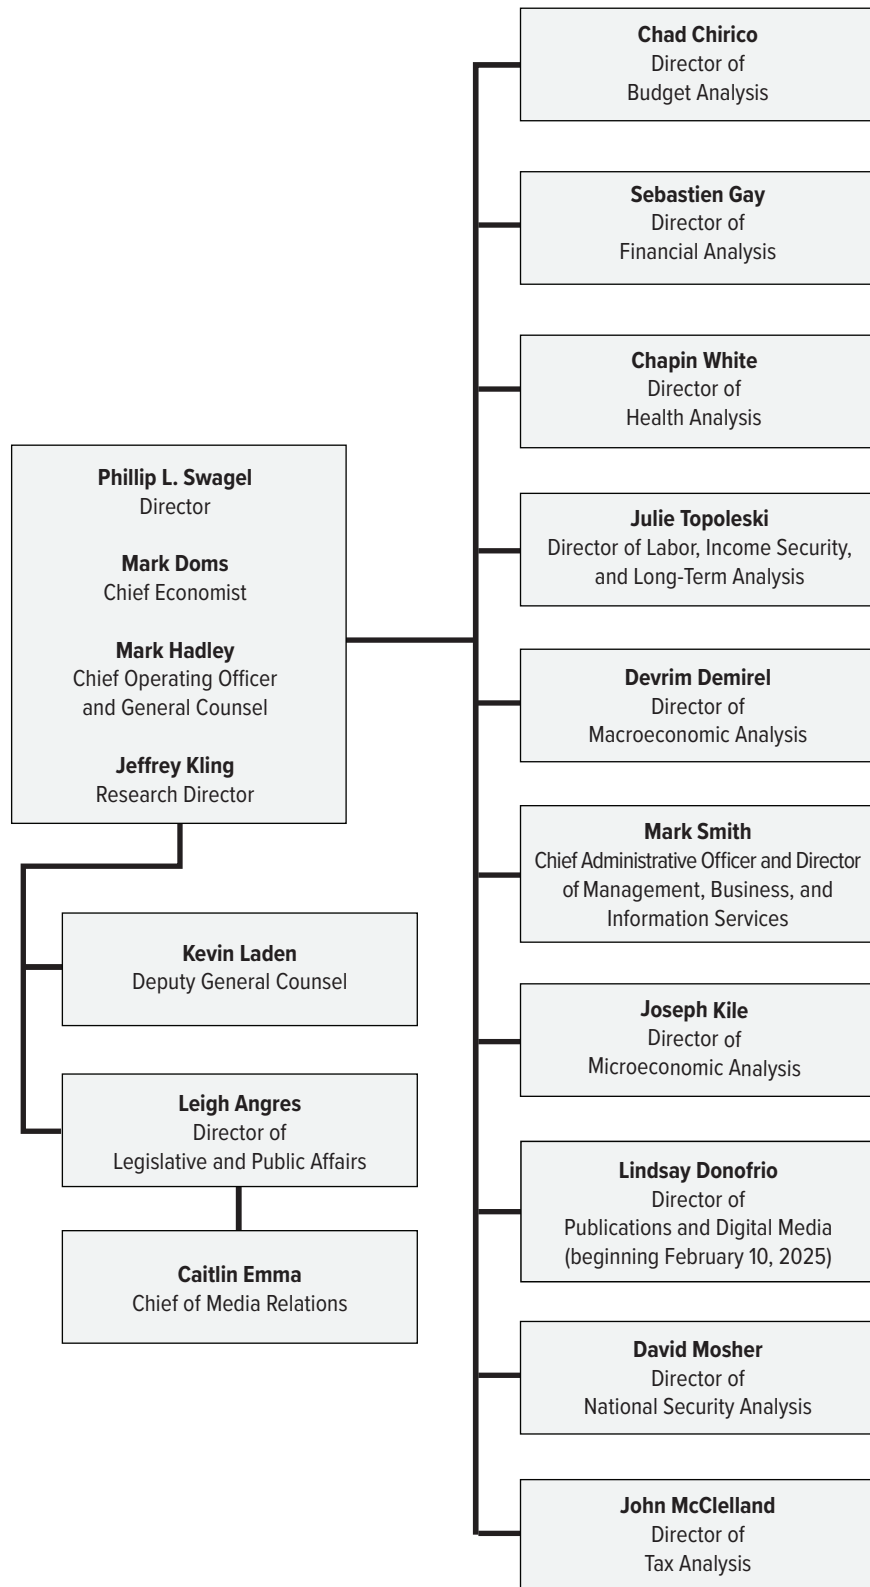 Phillip L. Swagel
Director
Mark Doms
Chief Economist
Mark Hadley
Chief Operating Officer
and General Counsel
Jeffrey Kling
Research Director
Kevin Laden
Deputy General Counsel
Leigh Angres
Director of
Legislative and Public Affairs
Caitlin Emma
Chief of Media Relations
Chad Chirico
Director of
Budget Analysis
Sebastien Gay
Director of
Financial Analysis
Chapin White
Director of
Health Analysis
Julie Topoleski
Director of Labor, Income Security,
and Long-Term Analysis
Devrim Demirel
Director of
Macroeconomic Analysis
Mark Smith
Chief Administrative Officer and Director
of Management, Business, and
Information Services
Joseph Kile
Director of
Microeconomic Analysis
Lindsay Donofrio
Director of
Publications and Digital Media
(beginning February 10, 2025)
David Mosher
Director of
National Security Analysis
John McClelland
Director of
Tax Analysis